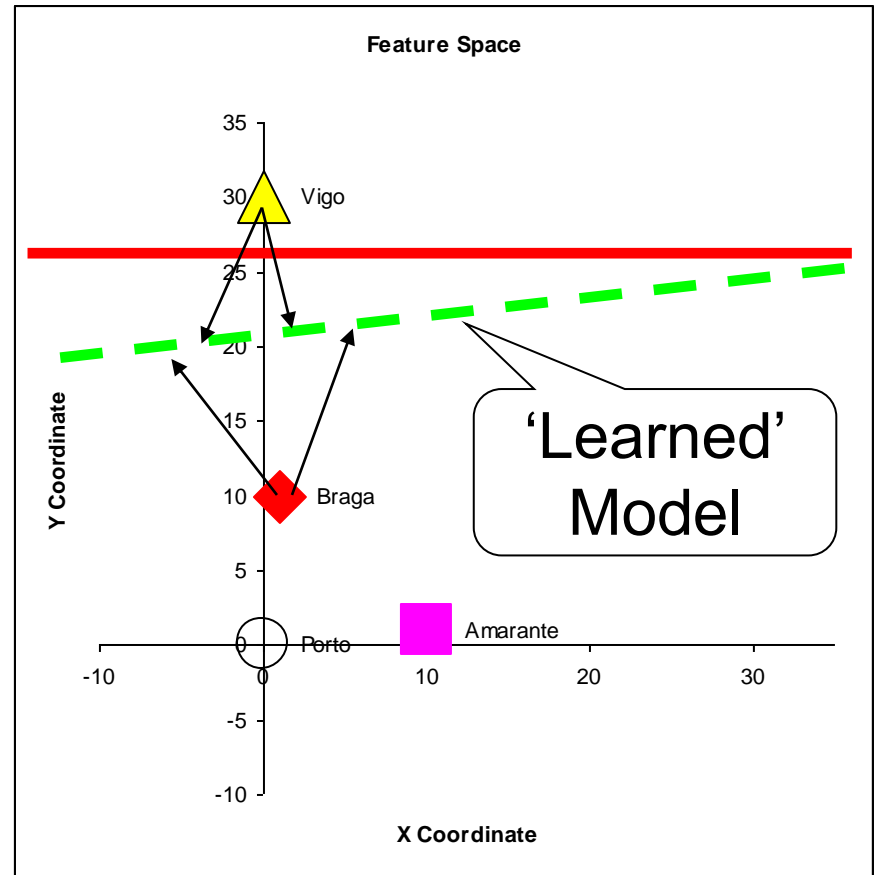 Feature Space
35
30
Vigo
25
20
15
10
Braga
5
0
Porto
Amarante
-10
0
10
20
30
-5
-10
Y Coordinate
X Coordinate
‘Learned’
Model